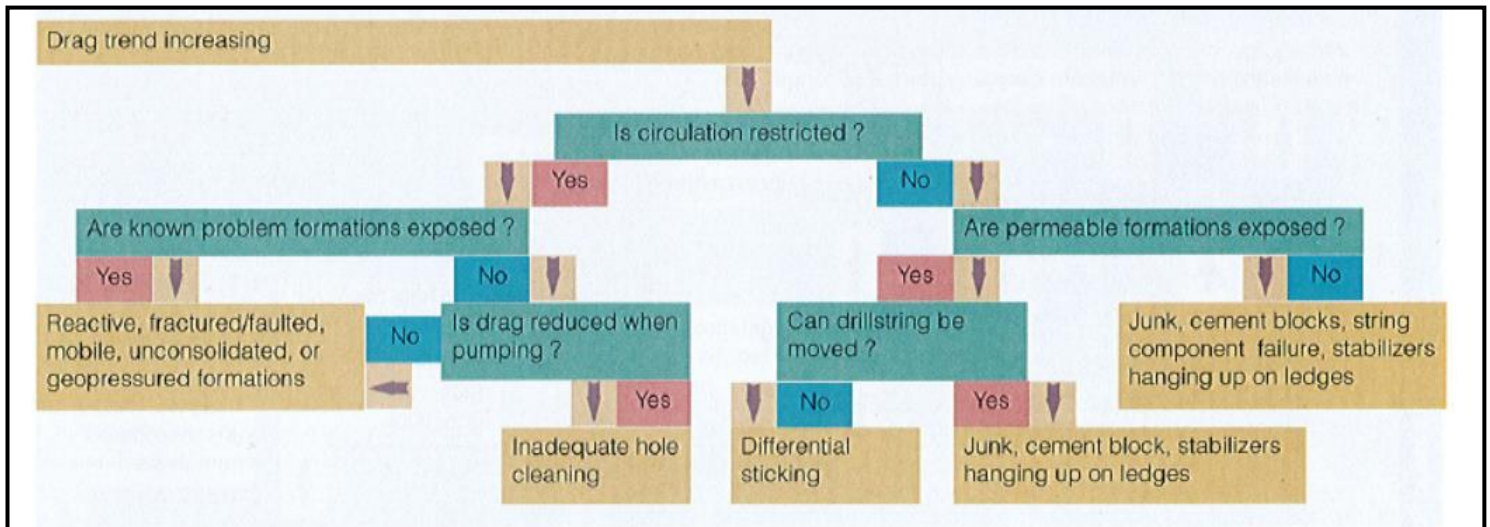 Drag trend increasing
Is circulation restricted ?
Yes
No
Are known problem formations exposed ?
Are permeable formations exposed ?
Yes
No
Yes
No
Reactive, fractured/faulted,
mobile, unconsolidated, or
geopressured formations
No
Is drag reduced when
pumping ?
Can drillstring be
moved ?
Junk, cement blocks, string
component failure, stabilizers
hanging up on ledges
Yes
No
Yes
Inadequate hole
cleaning
Differential
sticking
Junk, cement block, stabilizers
hanging up on ledges